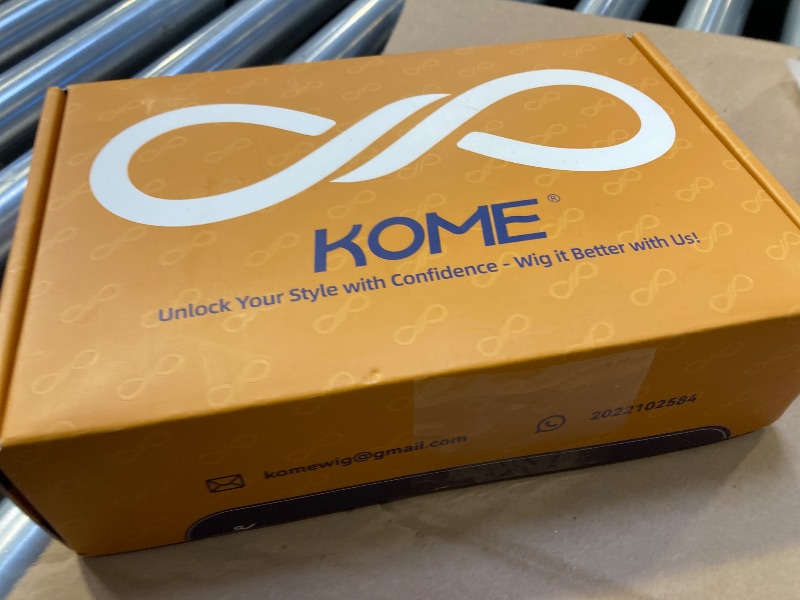 KOME®
Unlock Your Style with Confidence - Wig it Better with Us!
komewig@gmail.com
2022102584